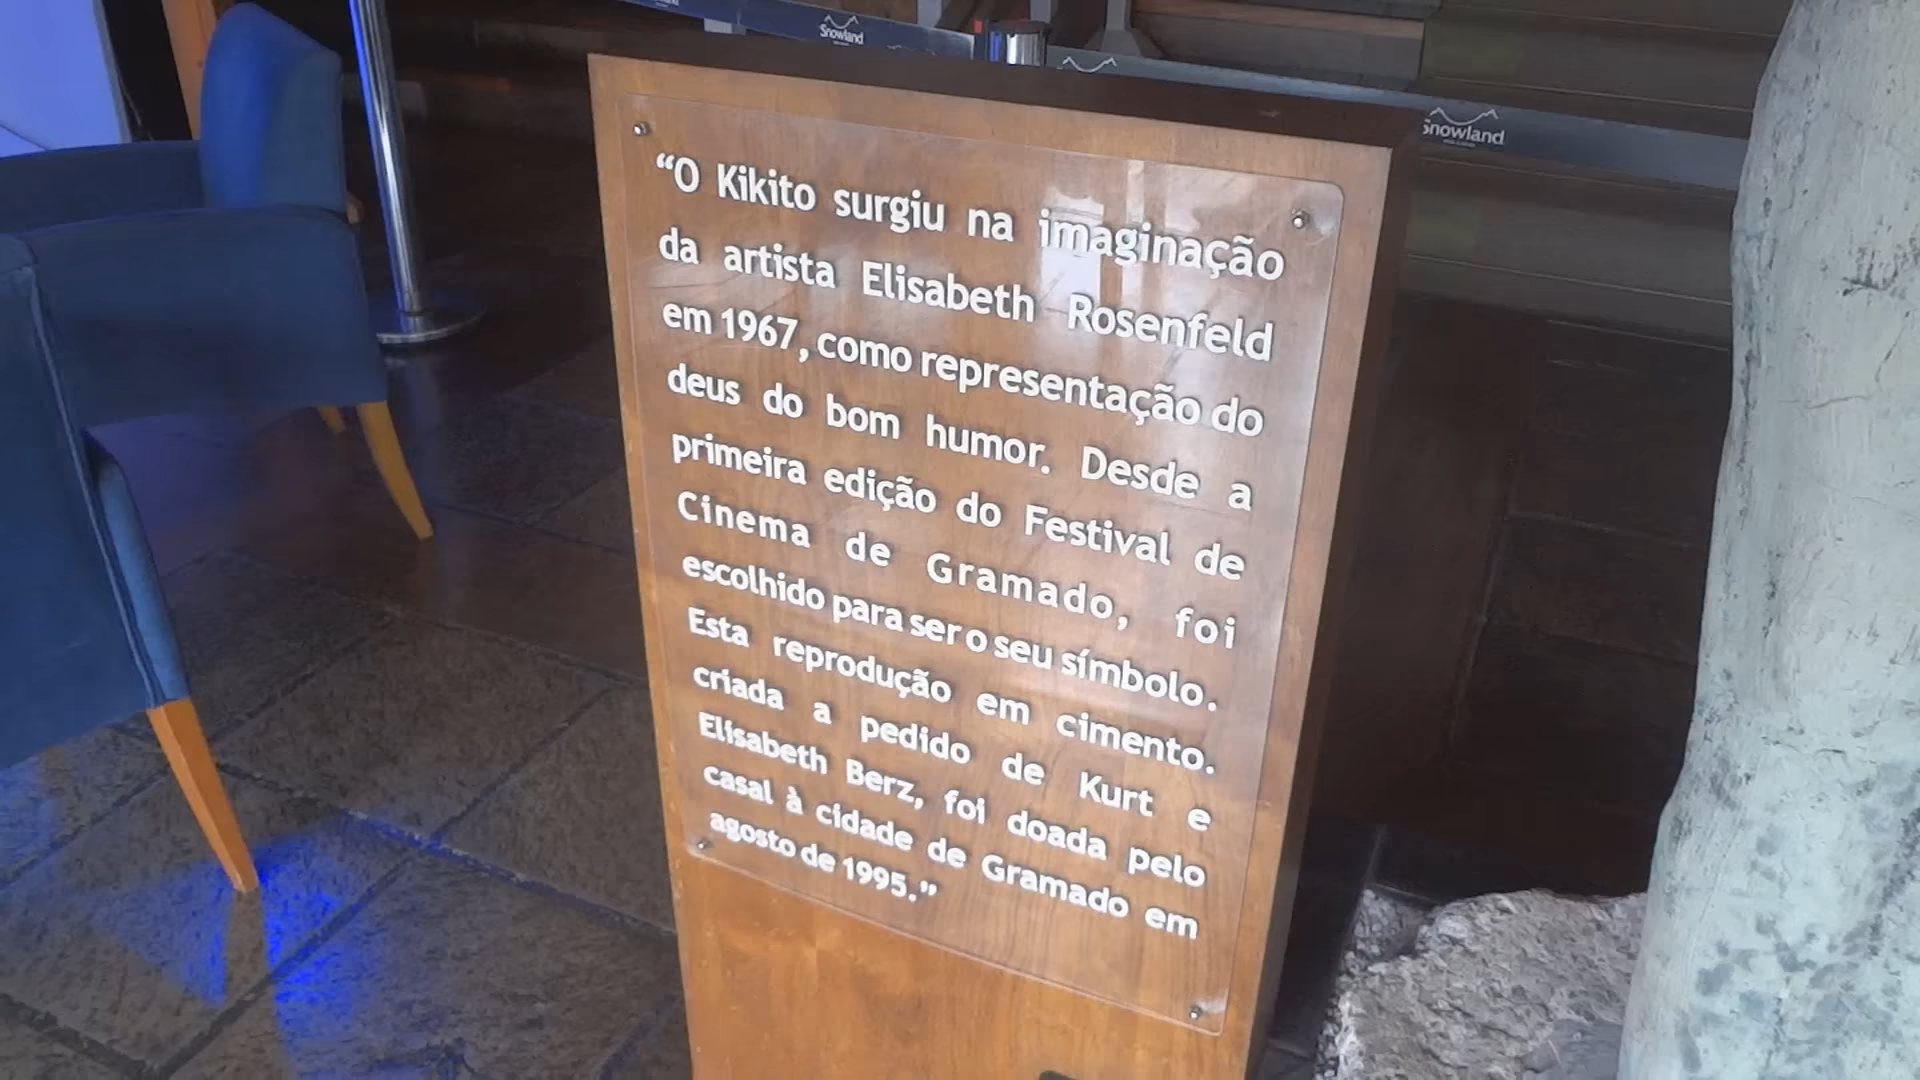 Snowland
Snowland
“O Kikito surgiu na imaginação
da artista Elisabeth Rosenfeld
em 1967, como representação do
deus do bom humor. Desde a
primeira edição do Festival de
Cinema de Gramado, foi
escolhido para ser o seu símbolo.
Esta reprodução em cimento.
criada a pedido de Kurt e
Elisabeth Berz, foi doada pelo
casal à cidade de Gramado em
agosto de 1995.”